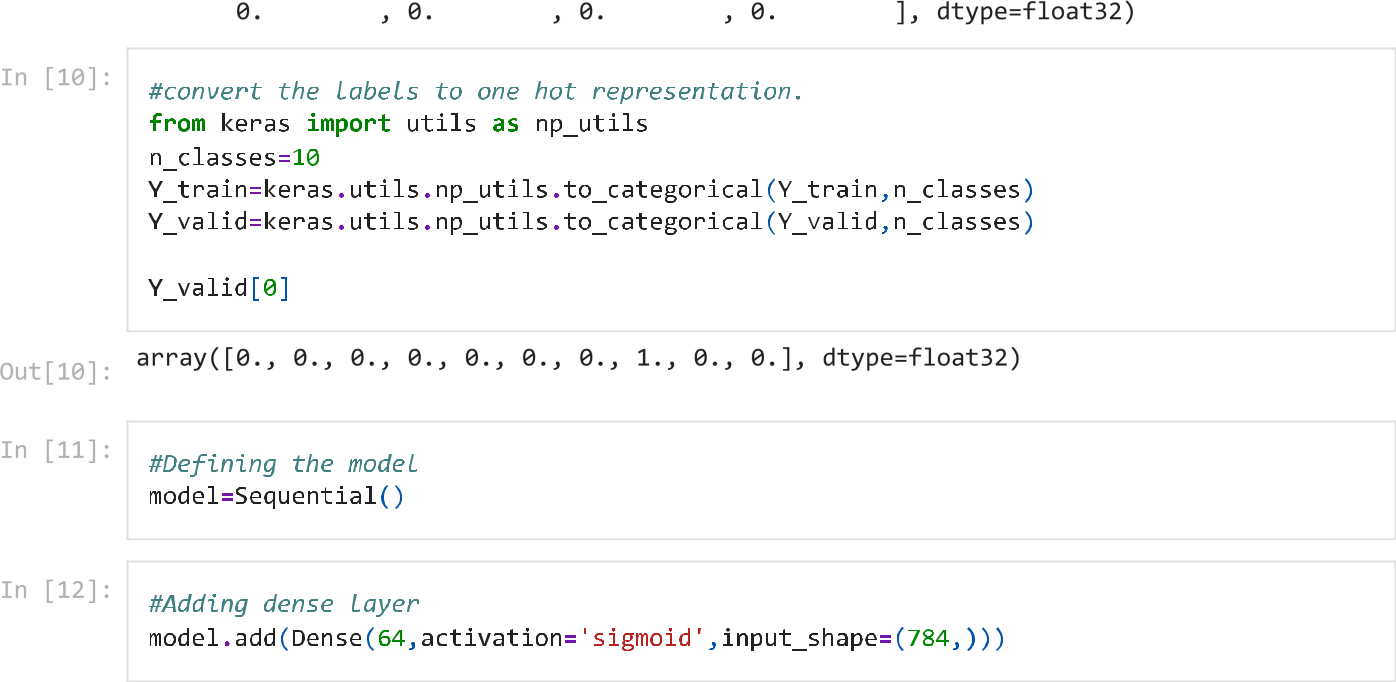 0.        , 0.        , 0.        , 0.        ], dtype=float32)
In [10]:
#convert the labels to one hot representation.
from keras import utils as np_utils
n_classes=10
Y_train=keras.utils.np_utils.to_categorical(Y_train,n_classes)
Y_valid=keras.utils.np_utils.to_categorical(Y_valid,n_classes)
Y_valid[0]
Out[10]:
array([0., 0., 0., 0., 0., 0., 0., 1., 0., 0.], dtype=float32)
In [11]:
#Defining the model
model=Sequential()
In [12]:
#Adding dense layer
model.add(Dense(64,activation='sigmoid',input_shape=(784,)))